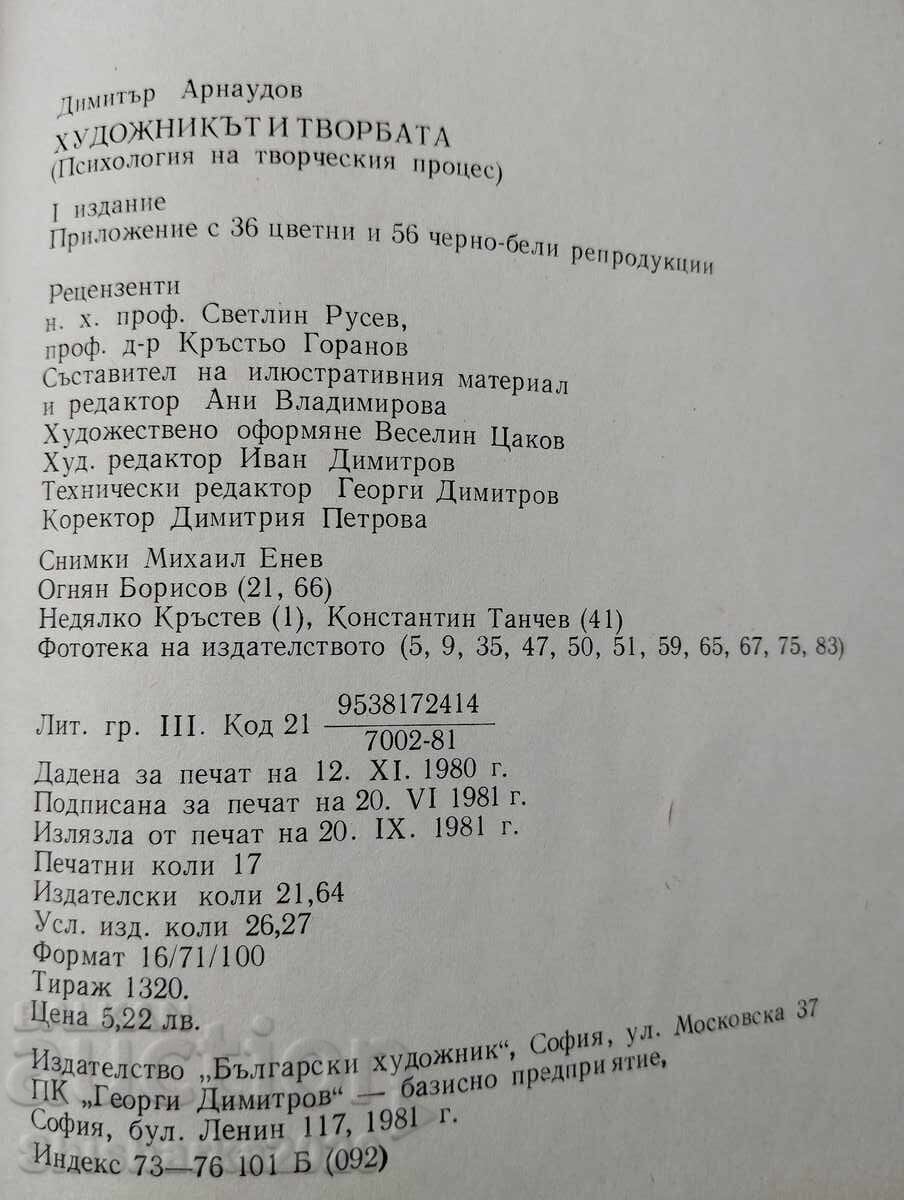 Димитър Арнаудов
ХУДОЖНИКЪТ И ТВОРБАТА
(Психология на творческия процес)
I издание
Приложение с 36 цветни и 56 черно-бели репродукции
Рецензенти
н. х. проф. Светлин Русев,
проф. д-р Кръстьо Горанов
Съставител на илюстративния материал
и редактор Ани Владимирова
Художествено оформяне Веселин Цаков
Худ. редактор Иван Димитров
Технически редактор Георги Димитров
Коректор Димитрия Петрова
Снимки Михаил Енев
Огнян Борисов (21, 66)
Недялко Кръстев (1), Константин Танчев (41)
Фототека на издателството (5, 9, 35, 47, 50, 51, 59, 65, 67, 75, 83)
9538172414
Лит. гр. III. Код 21
7002-81
Дадена за печат на 12. XI. 1980 г.
Подписана за печат на 20. VI 1981 г.
Излязла от печат на 20. IX. 1981 г.
Печатни коли 17
Издателски коли 21,64
Усл. изд. коли 26,27
Формат 16/71/100
Тираж 1320.
Цена 5,22 лв.
Издателство „Български художник“, София, ул. Московска 37
ПК „Георги Димитров“ — базисно предприятие,
София, бул. Ленин 117, 1981 г.
Индекс 73—76 101 Б (092)